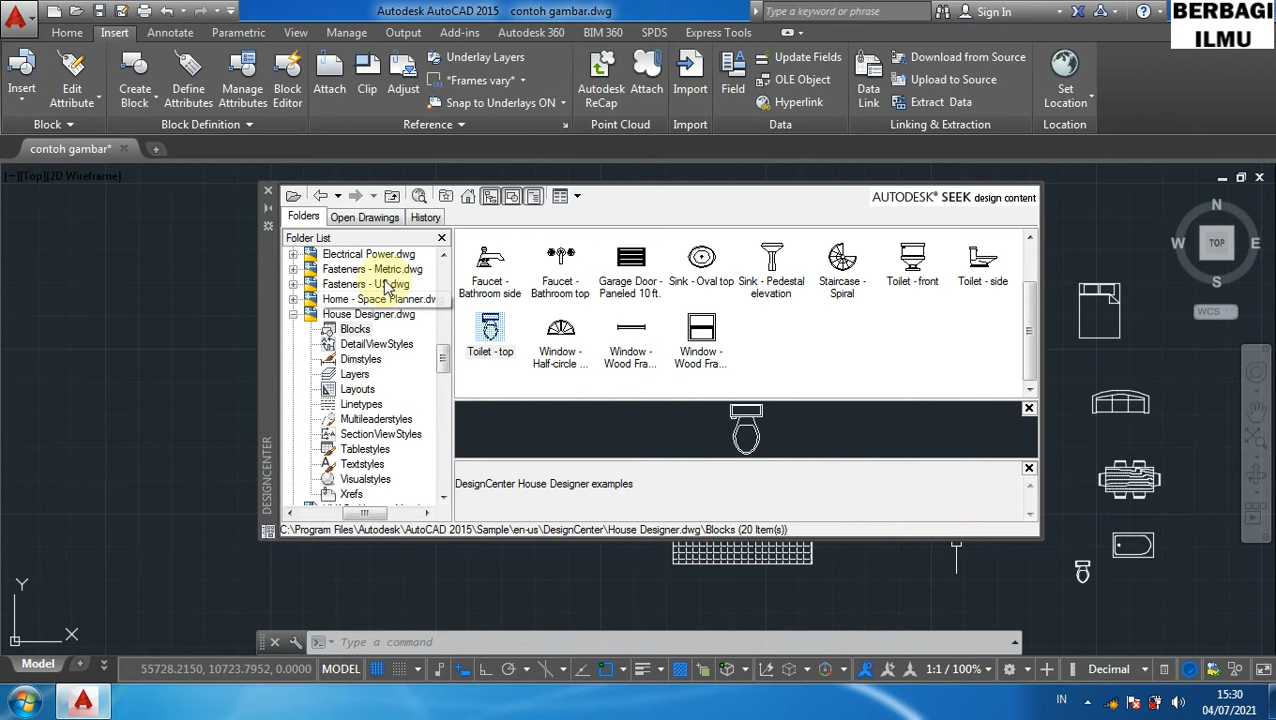 Autodesk AutoCAD 2015 contoh gambar.dwg
Type a keyword or phrase
Sign In
BERBAGI
ILMU
Home Insert Annotate Parametric View Manage Output Add-ins Autodesk 360 BIM 360 SPDS Express Tools
Insert
Edit
Attribute
Create
Block
Define
Attributes
Manage
Attributes
Block
Editor
Attach
Clip
Adjust
Underlay Layers
*Frames vary*
Snap to Underlays ON
Autodesk
ReCap
Attach
Import
Field
Update Fields
OLE Object
Hyperlink
Data
Link
Download from Source
Upload to Source
Extract Data
Set
Location
Block
Block Definition
Reference
Point Cloud
Import
Data
Linking & Extraction
Location
contoh gambar*
[−][Top][2D Wireframe]
AUTODESK® SEEK design content
Folders Open Drawings History
Folder List
Electrical Power.dwg
Fasteners - Metric.dwg
Home - Space Planner.dwg
House Designer.dwg
Blocks
DetailViewStyles
Dimstyles
Layers
Layouts
Linetypes
Multileaderstyles
SectionViewStyles
Tablestyles
Textstyles
Visualstyles
Xrefs
Faucet -
Bathroom side
Faucet -
Bathroom top
Garage Door -
Paneled 10 ft.
Sink - Oval top
Sink - Pedestal
elevation
Staircase -
Spiral
Toilet - front
Toilet - side
Toilet - top
Window -
Half-circle ...
Window -
Wood Fra...
Window -
Wood Fra...
DesignCenter House Designer examples
DESIGNCENTER
C:\Program Files\Autodesk\AutoCAD 2015\Sample\en-us\DesignCenter\House Designer.dwg\Blocks (20 Item(s))
N
W
TOP
E
S
WCS
Y
X
Type a command
Model
55728.2150, 10723.7952, 0.0000 MODEL
1:1 / 100%
Decimal
IN
15:30
04/07/2021